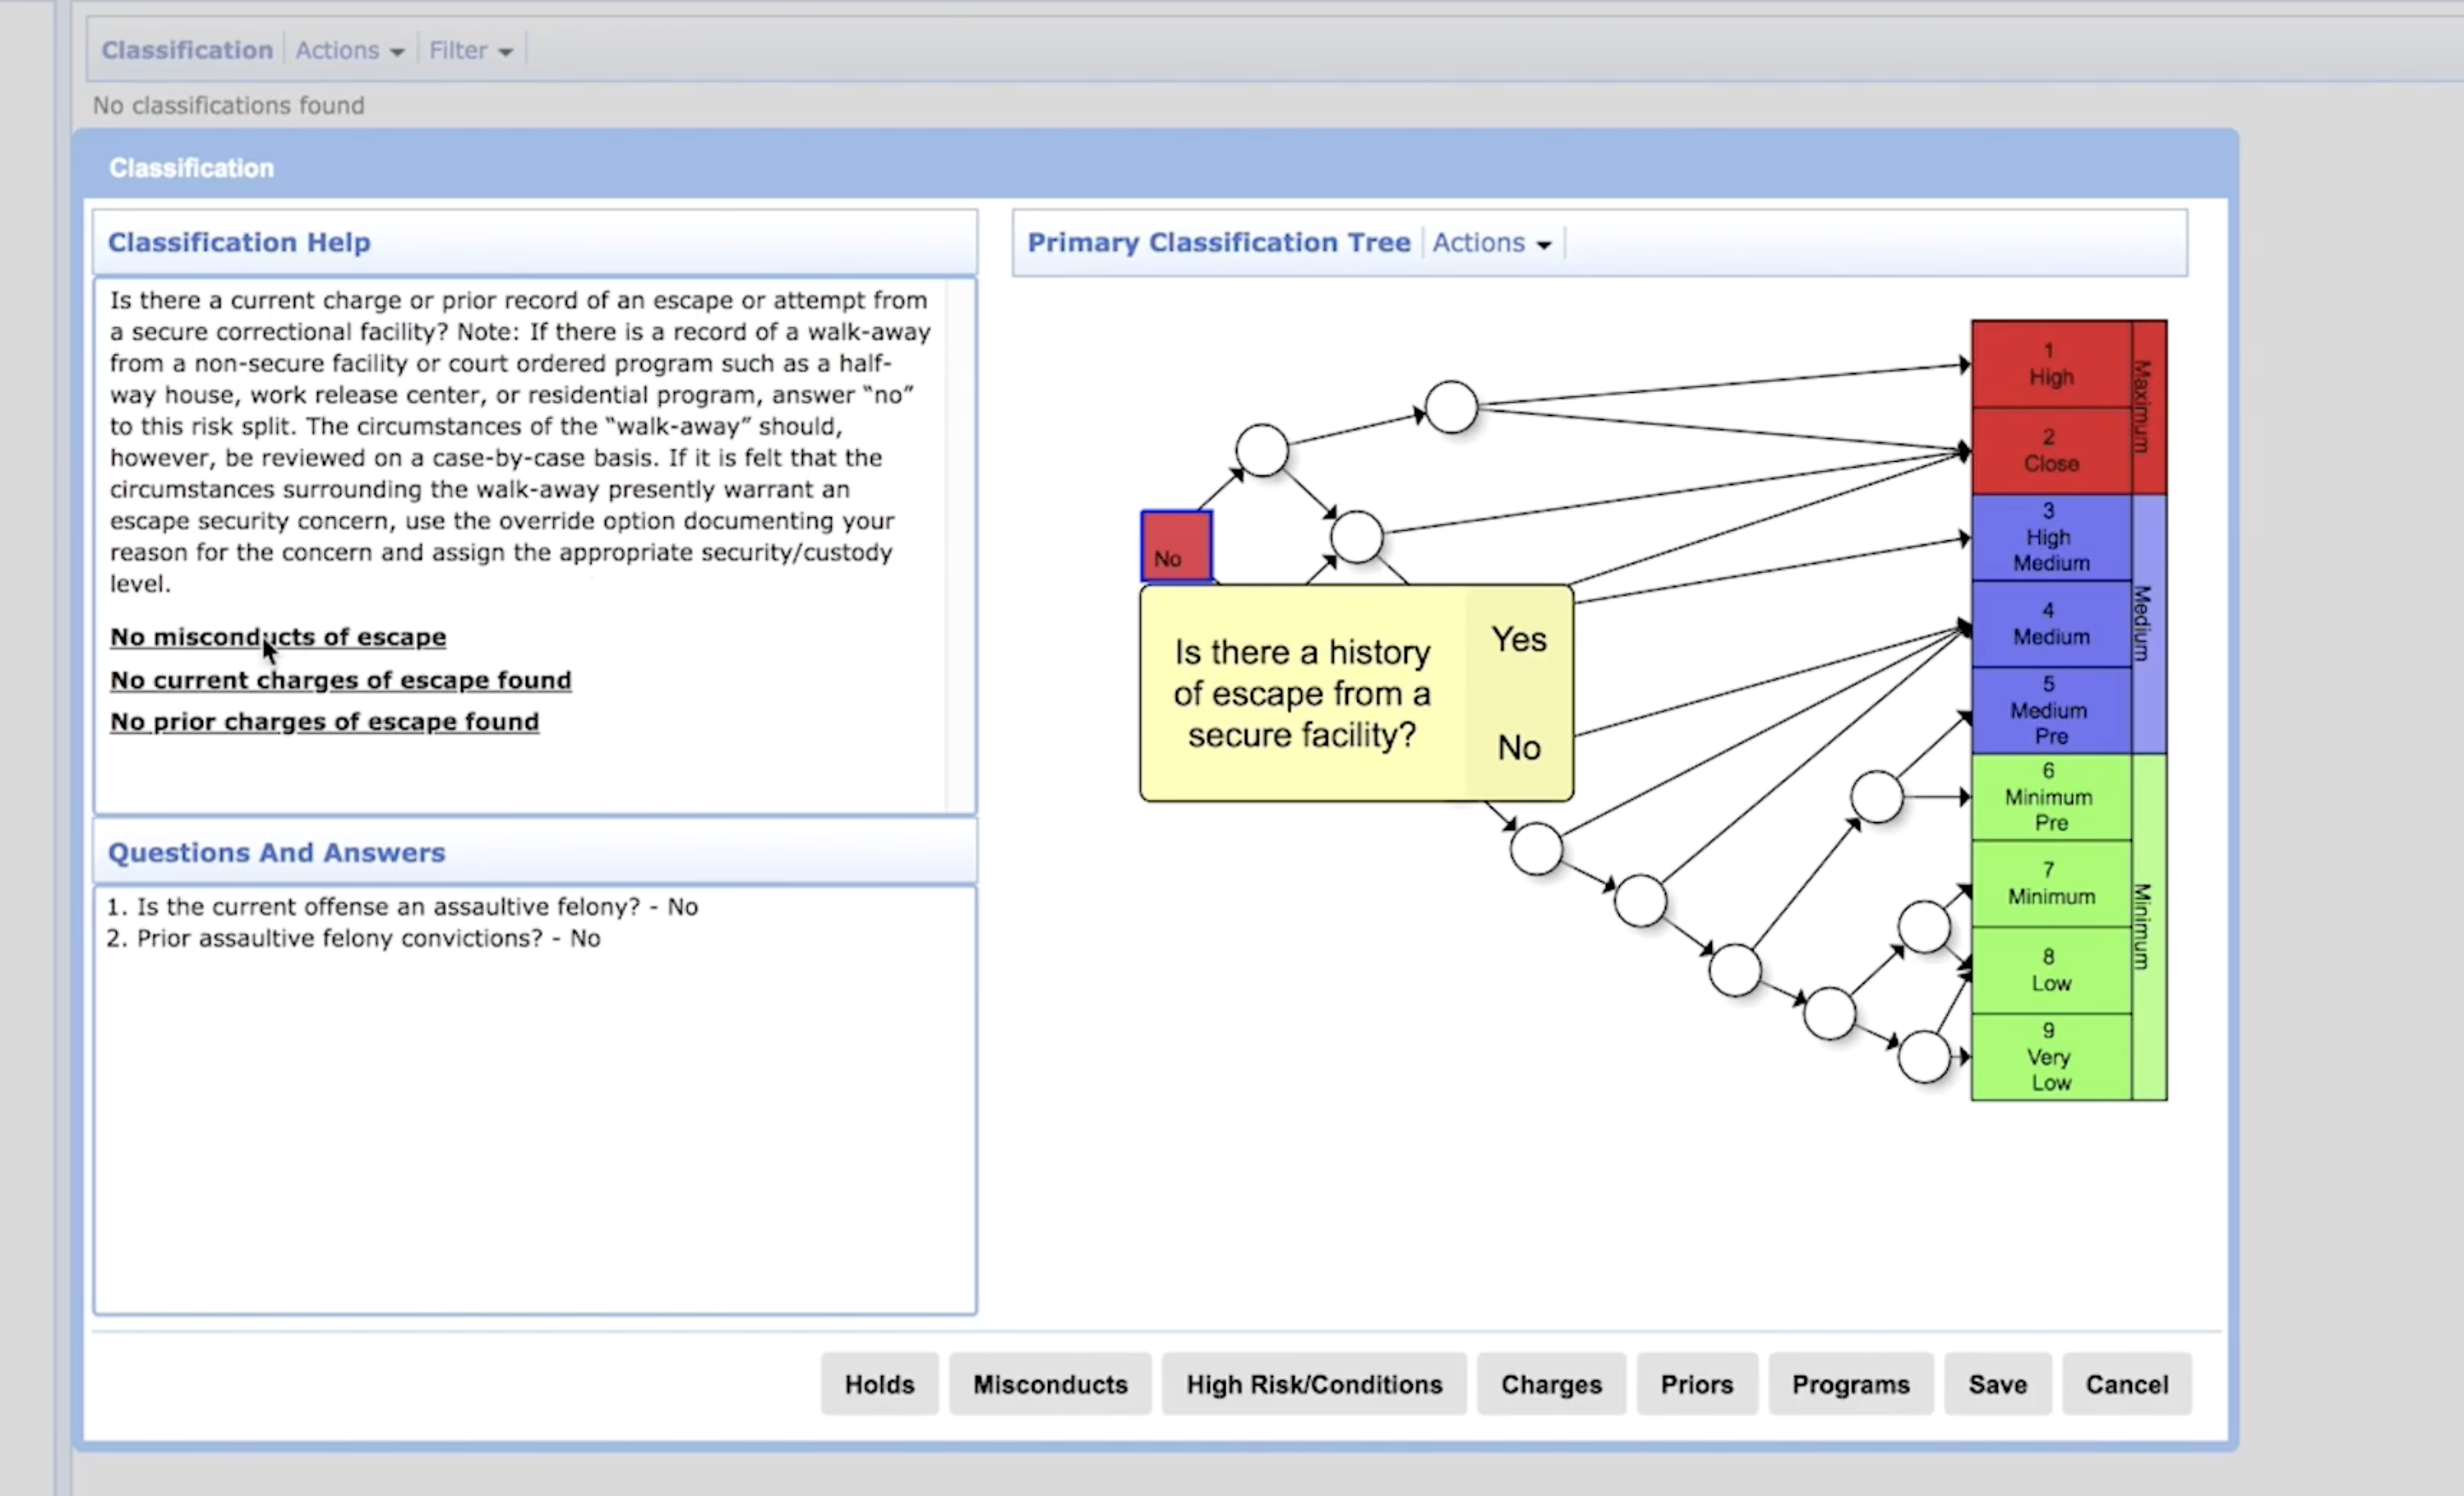 Classification Actions Filter
No classifications found
Classification
Classification Help
Is there a current charge or prior record of an escape or attempt from
a secure correctional facility? Note: If there is a record of a walk-away
from a non-secure facility or court ordered program such as a half-
way house, work release center, or residential program, answer “no”
to this risk split. The circumstances of the “walk-away” should,
however, be reviewed on a case-by-case basis. If it is felt that the
circumstances surrounding the walk-away presently warrant an
escape security concern, use the override option documenting your
reason for the concern and assign the appropriate security/custody
level.
No misconducts of escape
No current charges of escape found
No prior charges of escape found
Questions And Answers
1. Is the current offense an assaultive felony? - No
2. Prior assaultive felony convictions? - No
Primary Classification Tree Actions
No
Is there a history
of escape from a
secure facility?
Yes
No
1
High
2
Close
Maximum
3
High
Medium
4
Medium
5
Medium
Pre
Medium
6
Minimum
Pre
7
Minimum
8
Low
9
Very
Low
Minimum
Holds Misconducts High Risk/Conditions Charges Priors Programs Save Cancel